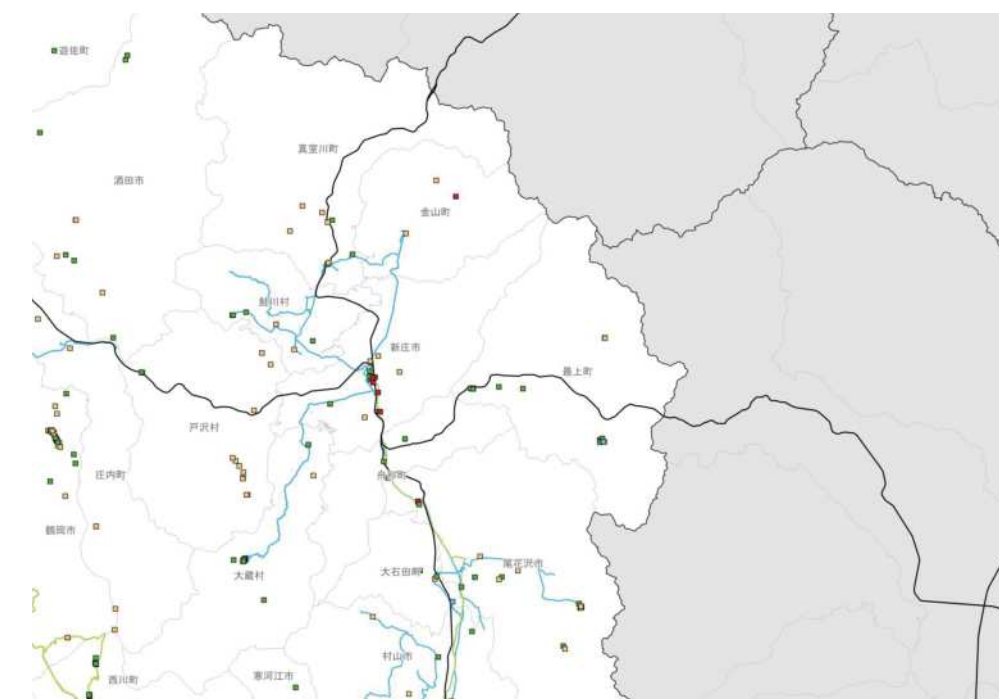 遊佐町
真室川町
酒田市
金山町
鮭川村
新庄市
最上町
戸沢村
庄内町
舟形町
鶴岡市
尾花沢市
大石田町
大蔵村
村山市
西川町
寒河江市